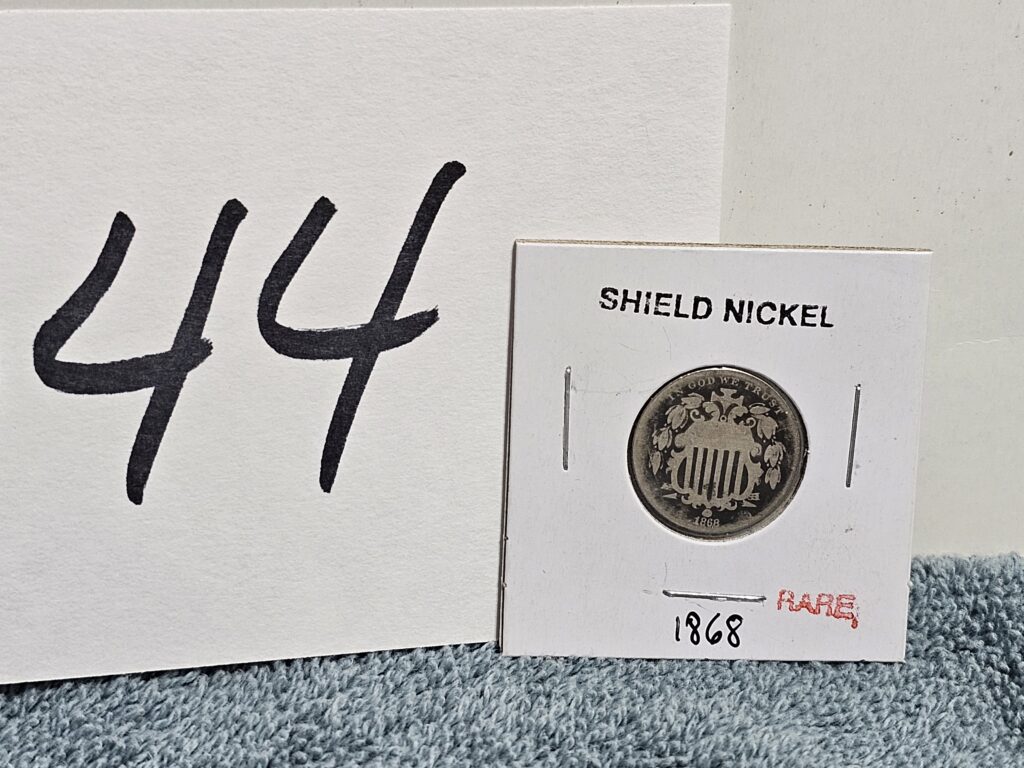 44
SHIELD NICKEL
IN GOD WE TRUST
1868
RARE
1868